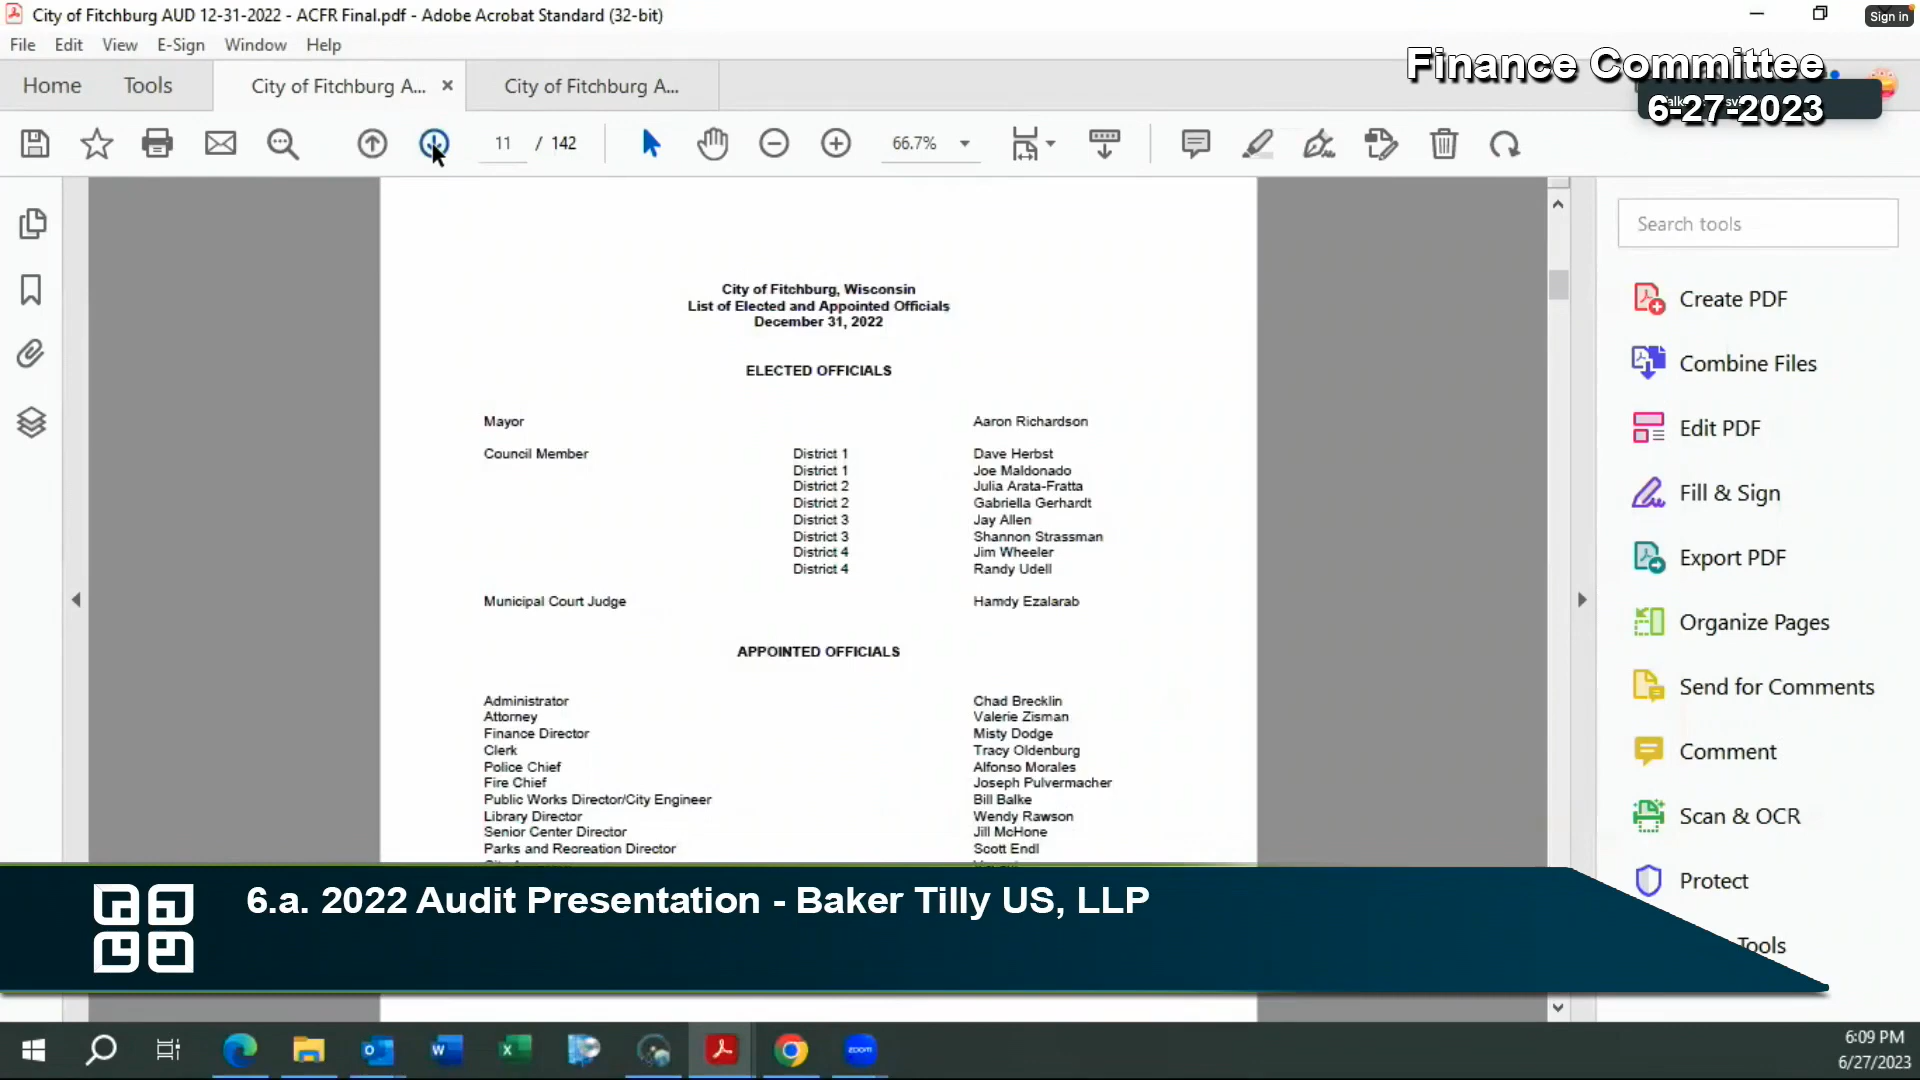 City of Fitchburg AUD 12-31-2022 - ACFR Final.pdf - Adobe Acrobat Standard (32-bit)
Sign in
File Edit View E-Sign Window Help
Finance Committee
6-27-2023
Home Tools City of Fitchburg A... City of Fitchburg A...
11 / 142 66.7%
Search tools
City of Fitchburg, Wisconsin
List of Elected and Appointed Officials
December 31, 2022
ELECTED OFFICIALS
Mayor Aaron Richardson
Council Member District 1 Dave Herbst
District 1 Joe Maldonado
District 2 Julia Arata-Fratta
District 2 Gabriella Gerhardt
District 3 Jay Allen
District 3 Shannon Strassman
District 4 Jim Wheeler
District 4 Randy Udell
Municipal Court Judge Hamdy Ezalarab
APPOINTED OFFICIALS
Administrator Chad Brecklin
Attorney Valerie Zisman
Finance Director Misty Dodge
Clerk Tracy Oldenburg
Police Chief Alfonso Morales
Fire Chief Joseph Pulvermacher
Public Works Director/City Engineer Bill Balke
Library Director Wendy Rawson
Senior Center Director Jill McHone
Parks and Recreation Director Scott Endl
Create PDF
Combine Files
Edit PDF
Fill & Sign
Export PDF
Organize Pages
Send for Comments
Comment
Scan & OCR
Protect
Tools
6.a. 2022 Audit Presentation - Baker Tilly US, LLP
zoom
6:09 PM
6/27/2023